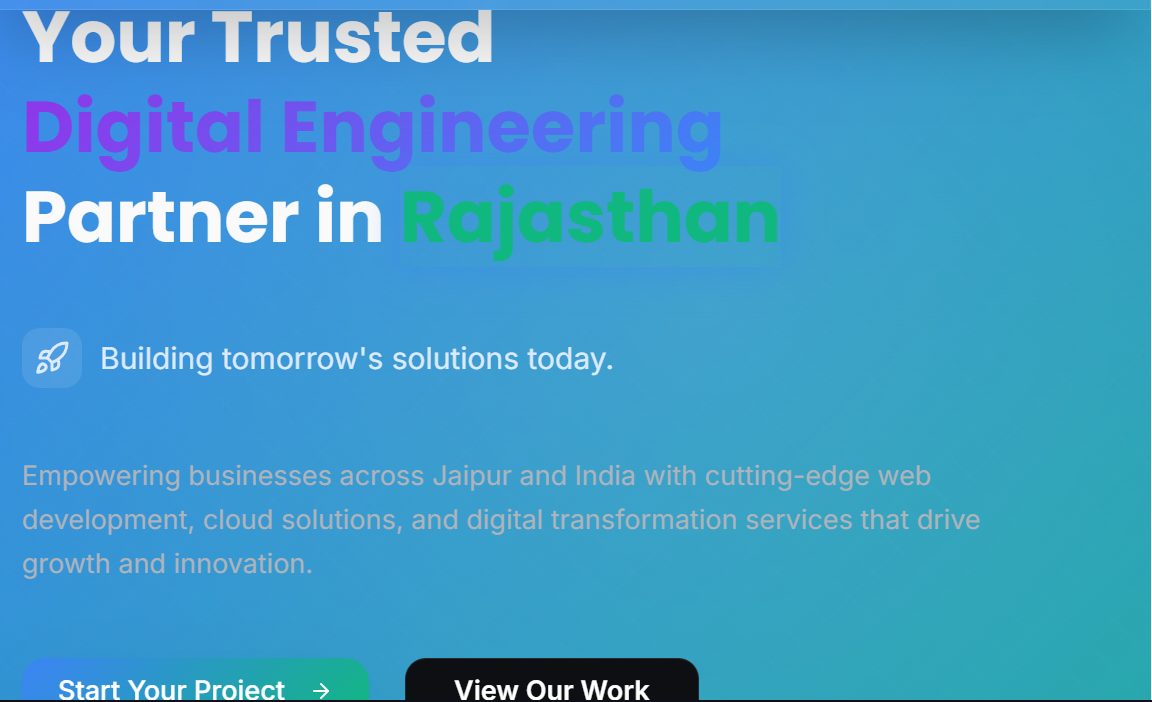 Your Trusted
Digital Engineering
Partner in Rajasthan
Building tomorrow's solutions today.
Empowering businesses across Jaipur and India with cutting-edge web
development, cloud solutions, and digital transformation services that drive
growth and innovation.
Start Your Project
View Our Work